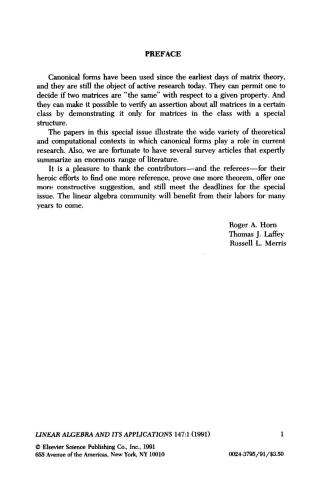 PREFACE
Canonical forms have been used since the earliest days of matrix theory,
and they are still the object of active research today. They can permit one to
decide if two matrices are "the same" with respect to a given property. And
they can make it possible to verify an assertion about all matrices in a certain
class by demonstrating it only for matrices in the class with a special
structure.
The papers in this special issue illustrate the wide variety of theoretical
and computational contexts in which canonical forms play a role in current
research. Also, we are fortunate to have several survey articles that expertly
summarize an enormous range of literature.
It is a pleasure to thank the contributors—and the referees—for their
heroic efforts to find one more reference, prove one more theorem, offer one
more constructive suggestion, and still meet the deadlines for the special
issue. The linear algebra community will benefit from their labors for many
years to come.
Roger A. Horn
Thomas J. Laffey
Russell L. Merris
LINEAR ALGEBRA AND ITS APPLICATIONS 147:1 (1991) 1
© Elsevier Science Publishing Co., Inc., 1991
655 Avenue of the Americas, New York, NY 10010 0024-3795/91/$3.50